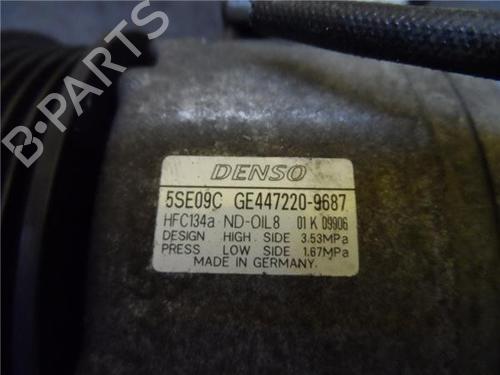 B-PARTS
DENSO
5SE09C GE447220-9687
HFC134a ND-OIL8 01 K 09906
DESIGN HIGH SIDE 3.53MPa
PRESS LOW SIDE 1.67MPa
MADE IN GERMANY.